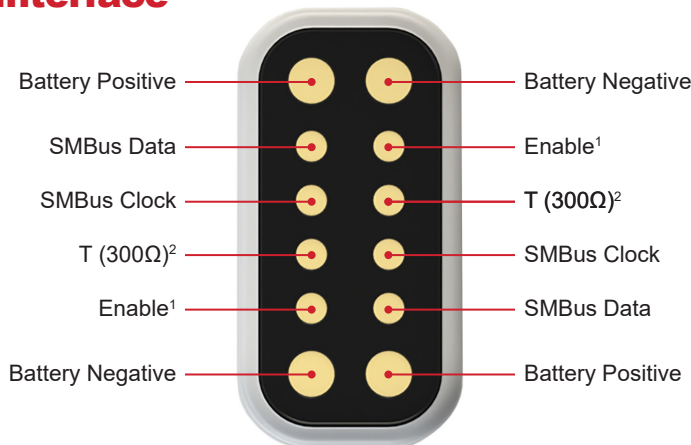 Interface
Battery Positive
Battery Negative
SMBus Data
Enable¹
SMBus Clock
T (300Ω)²
T (300Ω)²
SMBus Clock
Enable¹
SMBus Data
Battery Negative
Battery Positive